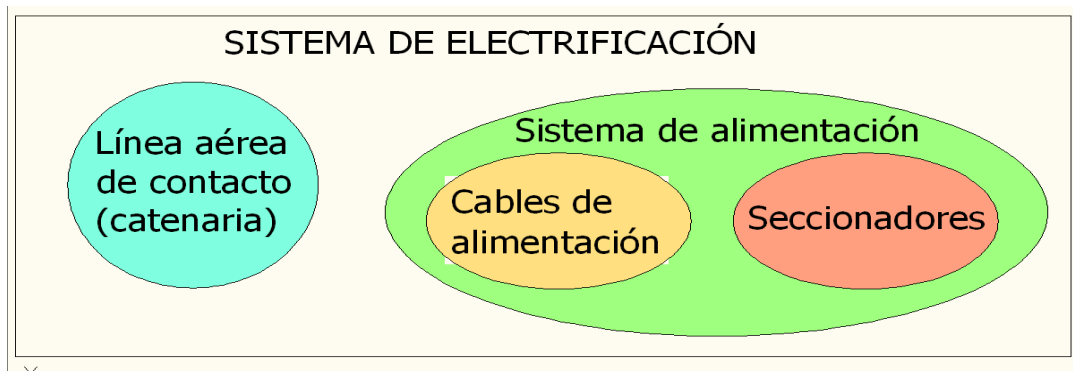 SISTEMA DE ELECTRIFICACIÓN
Línea aérea
de contacto
(catenaria)
Sistema de alimentación
Cables de
alimentación
Seccionadores